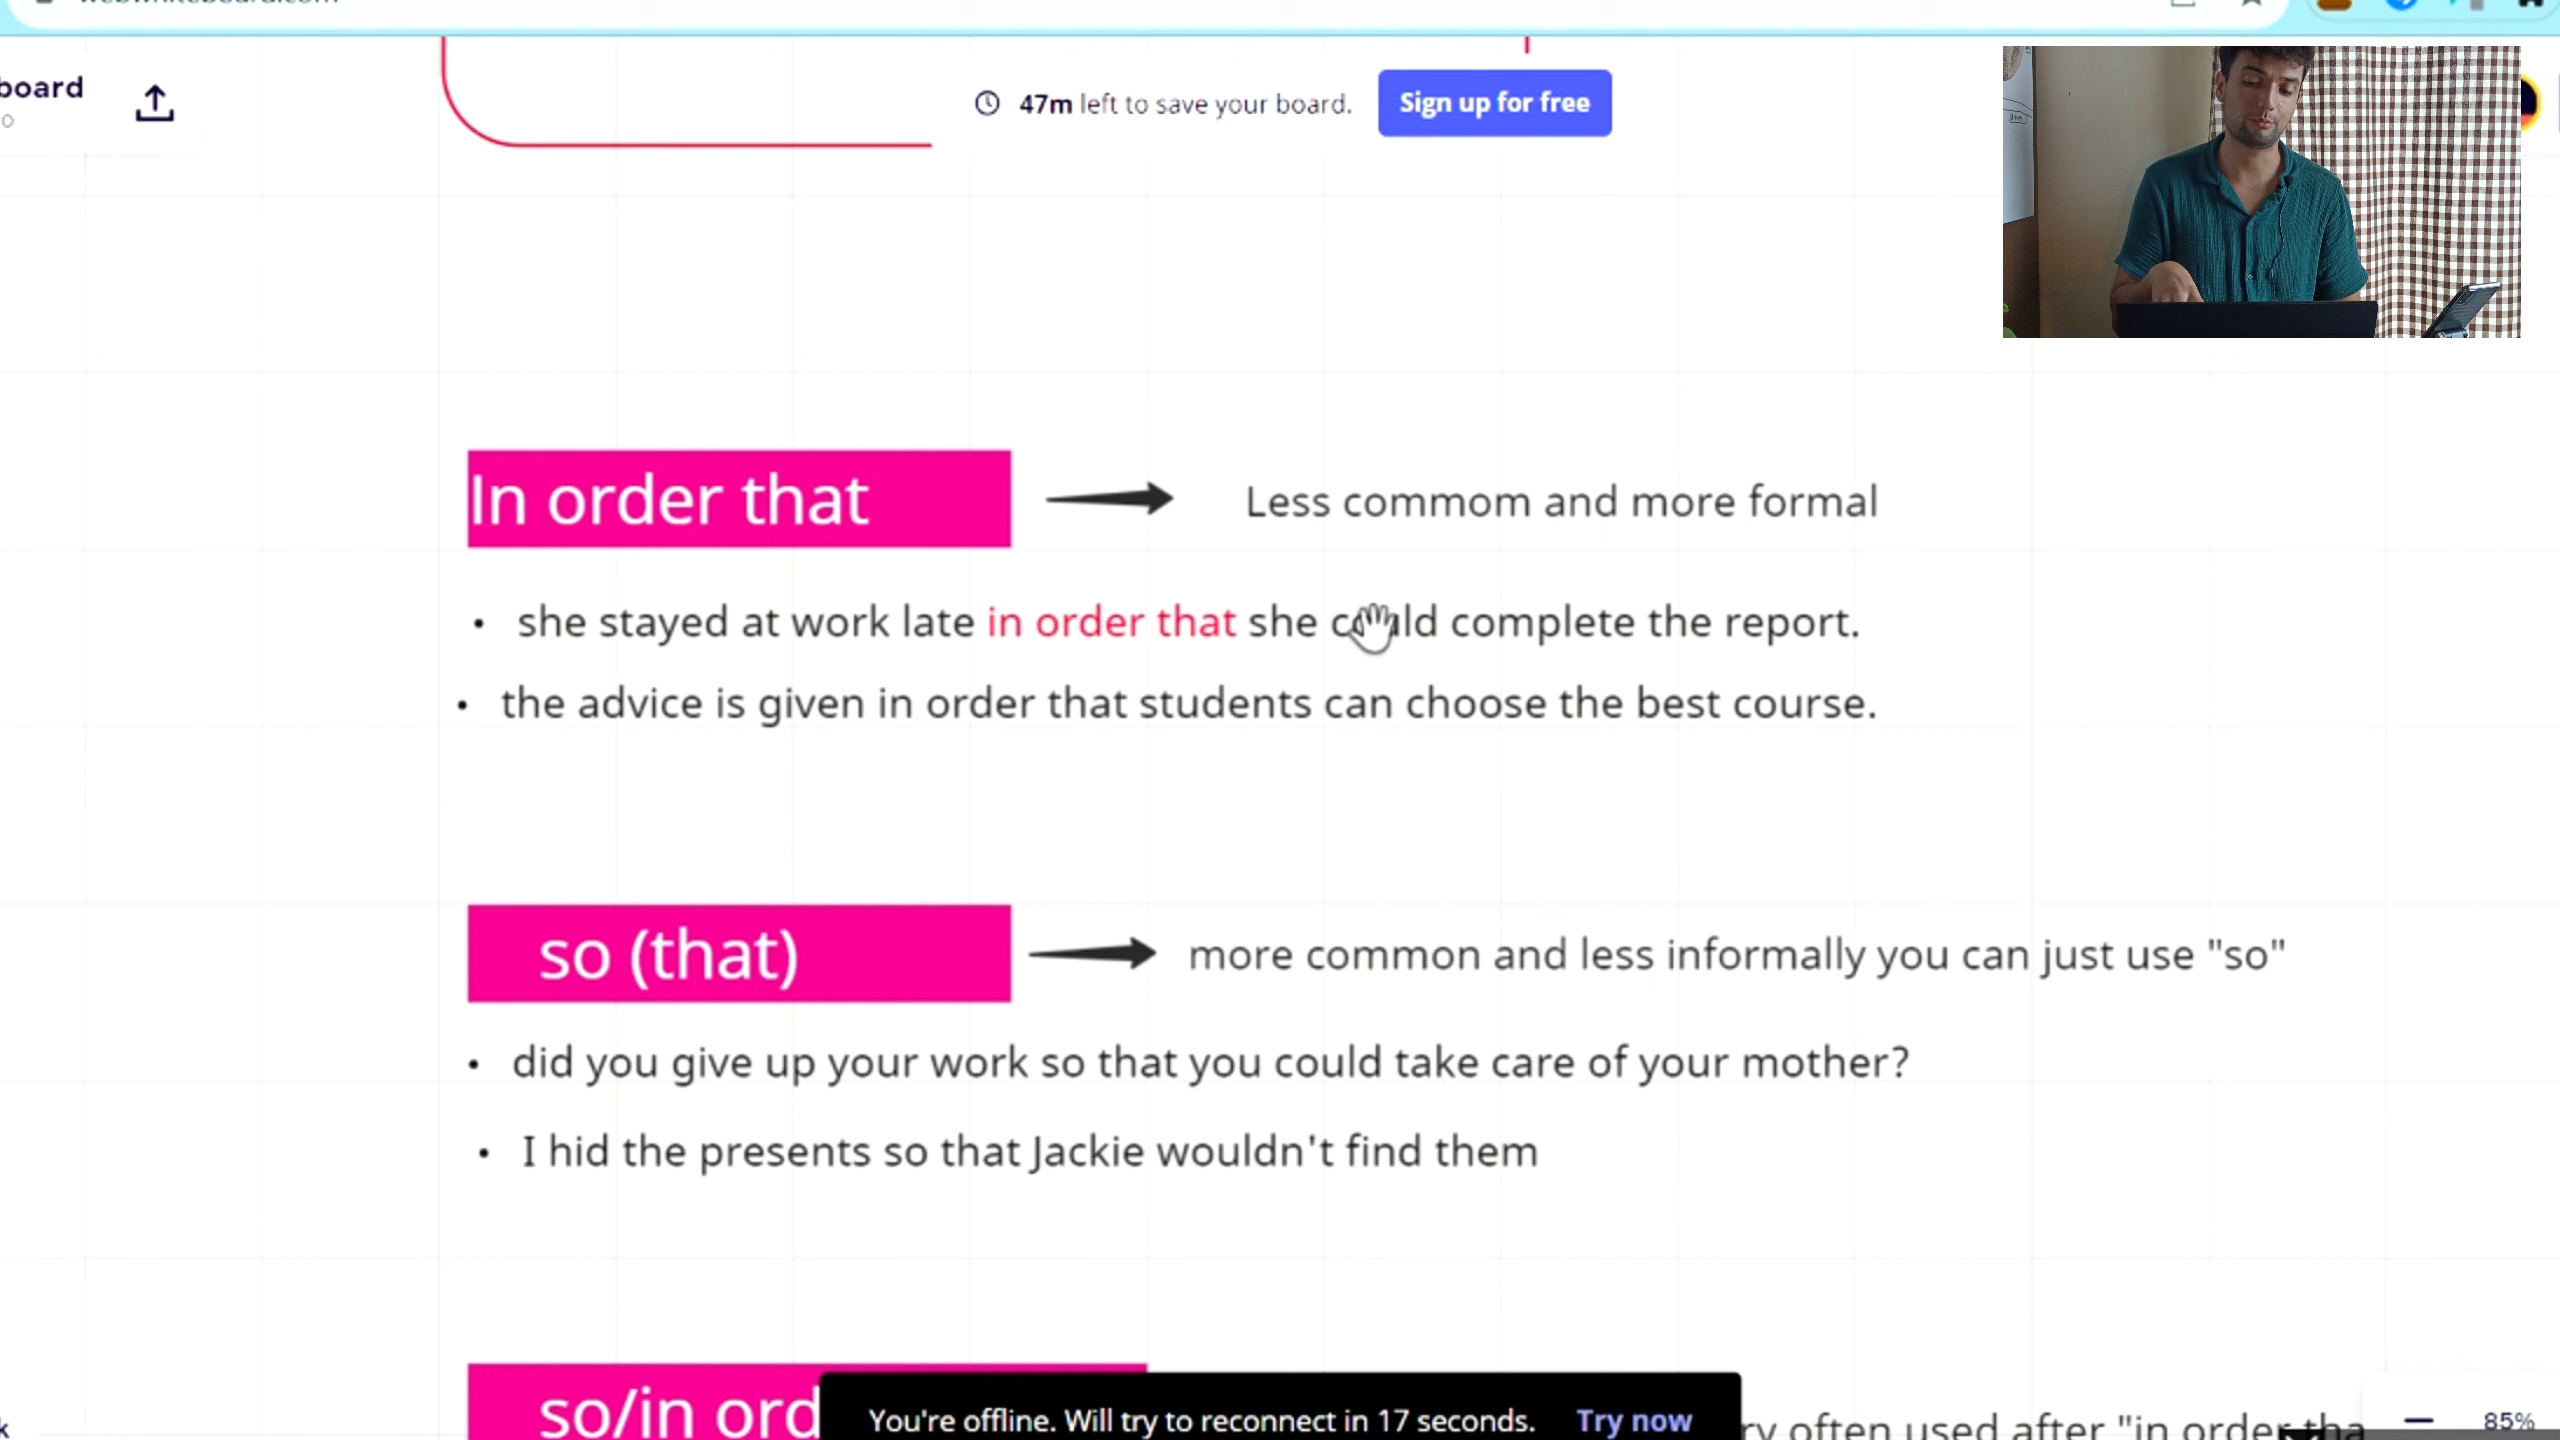 board
47m left to save your board.
Sign up for free
In order that
Less commom and more formal
• she stayed at work late in order that she could complete the report.
• the advice is given in order that students can choose the best course.
so (that)
more common and less informally you can just use "so"
• did you give up your work so that you could take care of your mother?
• I hid the presents so that Jackie wouldn't find them
so/in ord
You're offline. Will try to reconnect in 17 seconds.
Try now
often used after "in order tha
85%